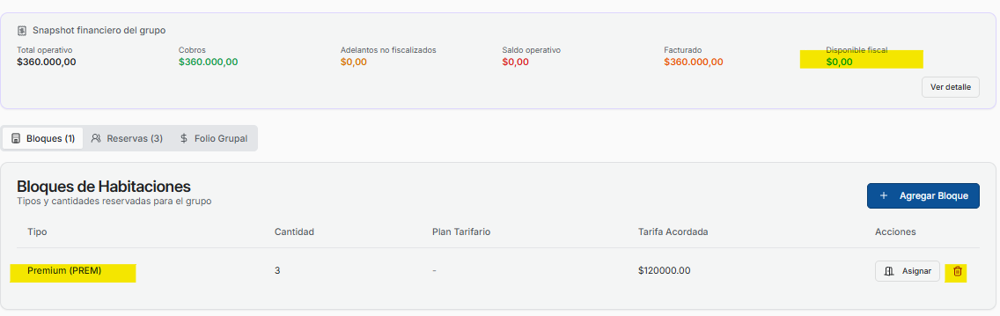 Snapshot financiero del grupo
Total operativo Cobros Adelantos no fiscalizados Saldo operativo Facturado Disponible fiscal
$360.000,00 $360.000,00 $0,00 $0,00 $360.000,00 $0,00
Ver detalle
Bloques (1) Reservas (3) Folio Grupal
Bloques de Habitaciones
Tipos y cantidades reservadas para el grupo
+ Agregar Bloque
Tipo Cantidad Plan Tarifario Tarifa Acordada Acciones
Premium (PREM) 3 - $120000.00 Asignar